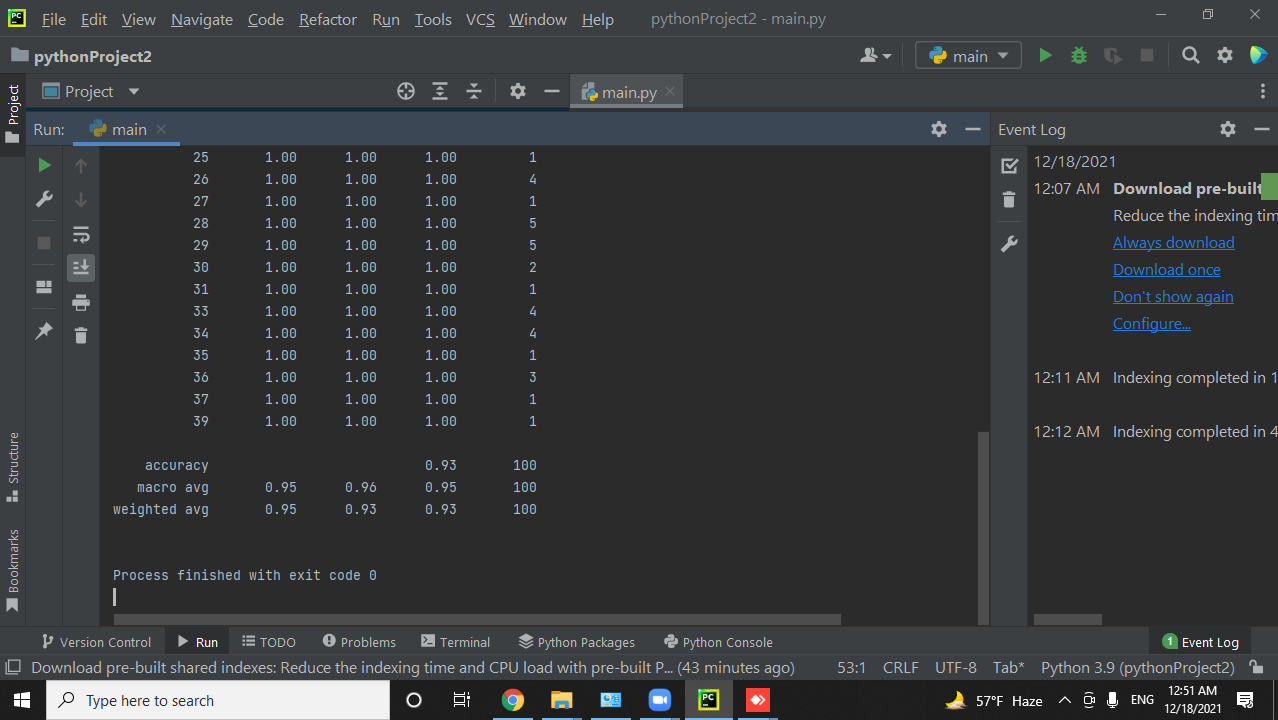 PC File Edit View Navigate Code Refactor Run Tools VCS Window Help pythonProject2 - main.py
pythonProject2 main
Project Project main.py
Run: main Event Log
25 1.00 1.00 1.00 1
26 1.00 1.00 1.00 4
27 1.00 1.00 1.00 1
28 1.00 1.00 1.00 5
29 1.00 1.00 1.00 5
30 1.00 1.00 1.00 2
31 1.00 1.00 1.00 1
33 1.00 1.00 1.00 4
34 1.00 1.00 1.00 4
35 1.00 1.00 1.00 1
36 1.00 1.00 1.00 3
37 1.00 1.00 1.00 1
39 1.00 1.00 1.00 1
accuracy 0.93 100
macro avg 0.95 0.96 0.95 100
weighted avg 0.95 0.93 0.93 100
Process finished with exit code 0
12/18/2021
12:07 AM Download pre-built
Reduce the indexing tim
Always download
Download once
Don't show again
Configure...
12:11 AM Indexing completed in 1
12:12 AM Indexing completed in 4
Structure
Bookmarks
Version Control Run TODO Problems Terminal Python Packages Python Console 1 Event Log
Download pre-built shared indexes: Reduce the indexing time and CPU load with pre-built P... (43 minutes ago) 53:1 CRLF UTF-8 Tab* Python 3.9 (pythonProject2)
Type here to search PC 57°F Haze ENG 12:51 AM
12/18/2021